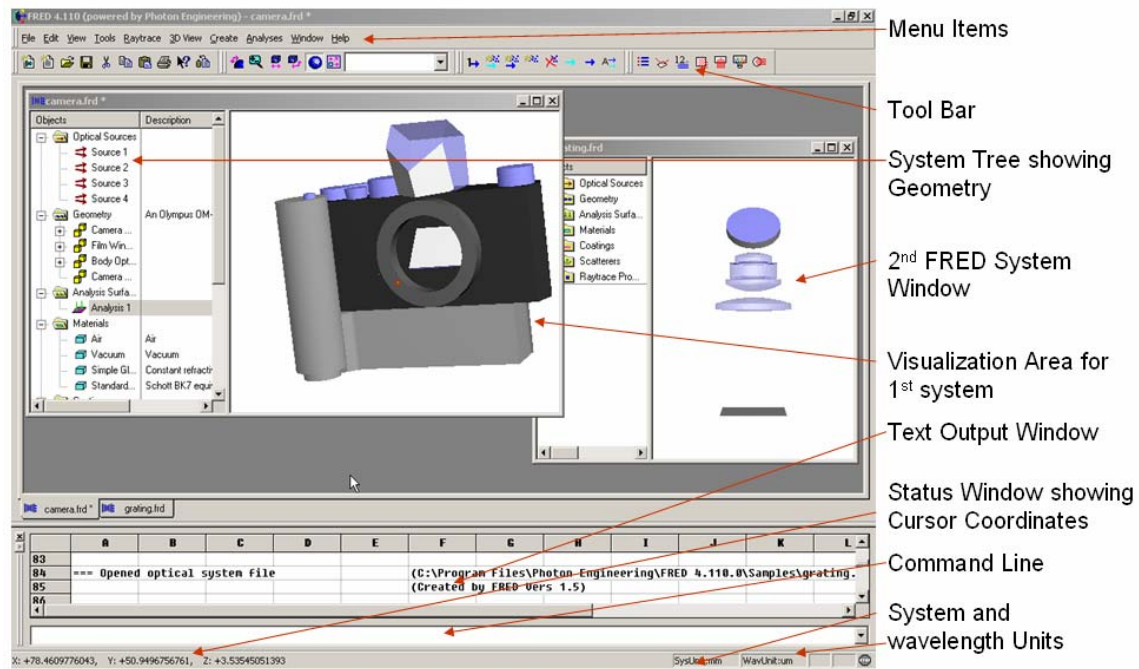 FRED 4.110 (powered by Photon Engineering) - camera.frd *
File Edit View Tools Raytrace 3D View Create Analyses Window Help
Menu Items
Tool Bar
camera.frd *
Objects Description
Optical Sources
Source 1
Source 2
Source 3
Source 4
Geometry An Olympus OM-
Camera ...
Film Win...
Body Opt...
Camera ...
Analysis Surfa...
Analysis 1
Materials
Air Air
Vacuum Vacuum
Simple Gl... Constant refracti
Standard... Schott BK7 equi
grating.frd
Optical Sources
Geometry
Analysis Surfa...
Materials
Coatings
Scatterers
Raytrace Pro...
System Tree showing
Geometry
2nd FRED System
Window
Visualization Area for
1st system
Text Output Window
Status Window showing
Cursor Coordinates
Command Line
System and
wavelength Units
camera.frd * grating.frd
A B C D E F G H I J K L
83
84 === Opened optical system file (C:\Program Files\Photon Engineering\FRED 4.110.0\Samples\grating.
85 (Created by FRED Vers 1.5)
86
X: +78.4609776043, Y: +50.9496756761, Z: +3.53545051393
SysUnit:mm WavUnit:um